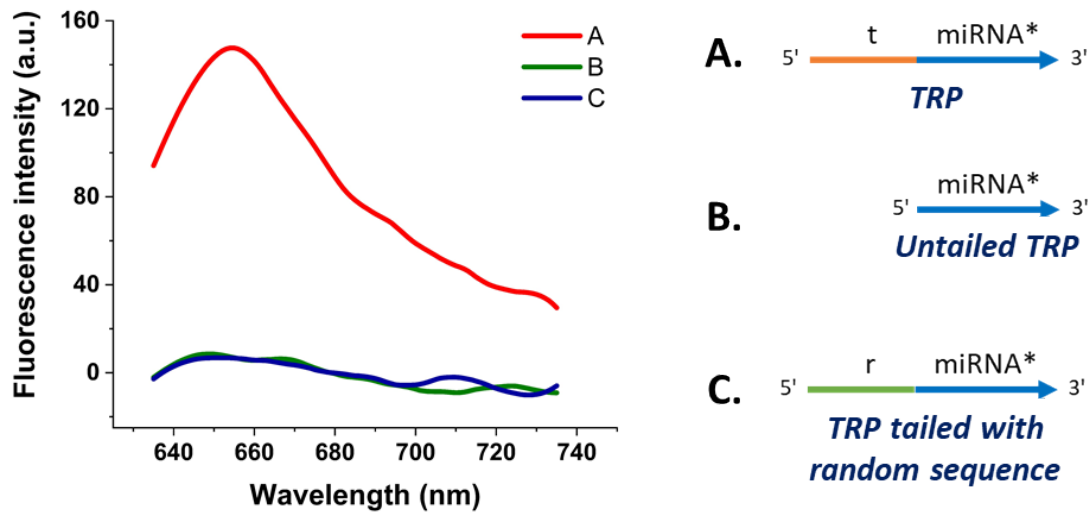 Fluorescence intensity (a.u.)
160
120
80
40
0
640 660 680 700 720 740
Wavelength (nm)
A
B
C
A.
t miRNA*
5' 3'
TRP
B.
miRNA*
5' 3'
Untailed TRP
C.
r miRNA*
5' 3'
TRP tailed with
random sequence